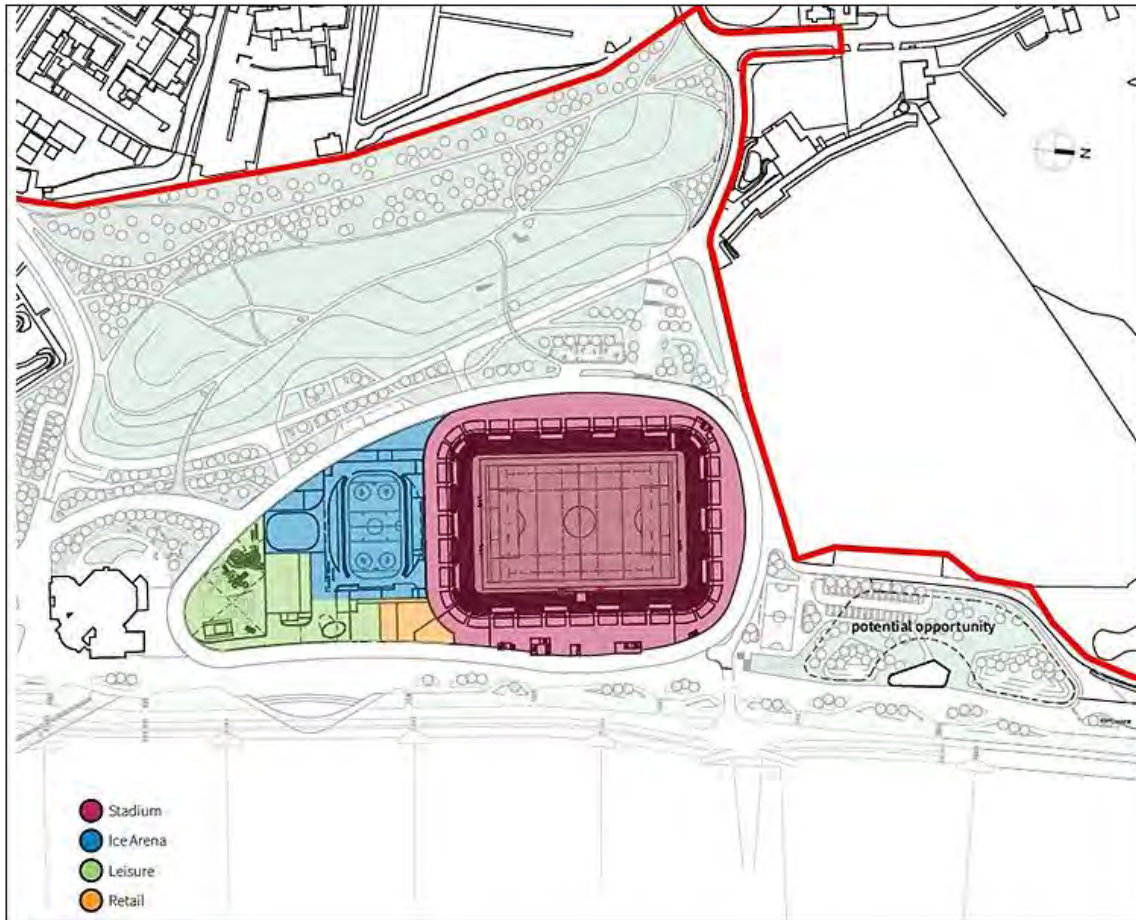 N
potential opportunity
Stadium
Ice Arena
Leisure
Retail